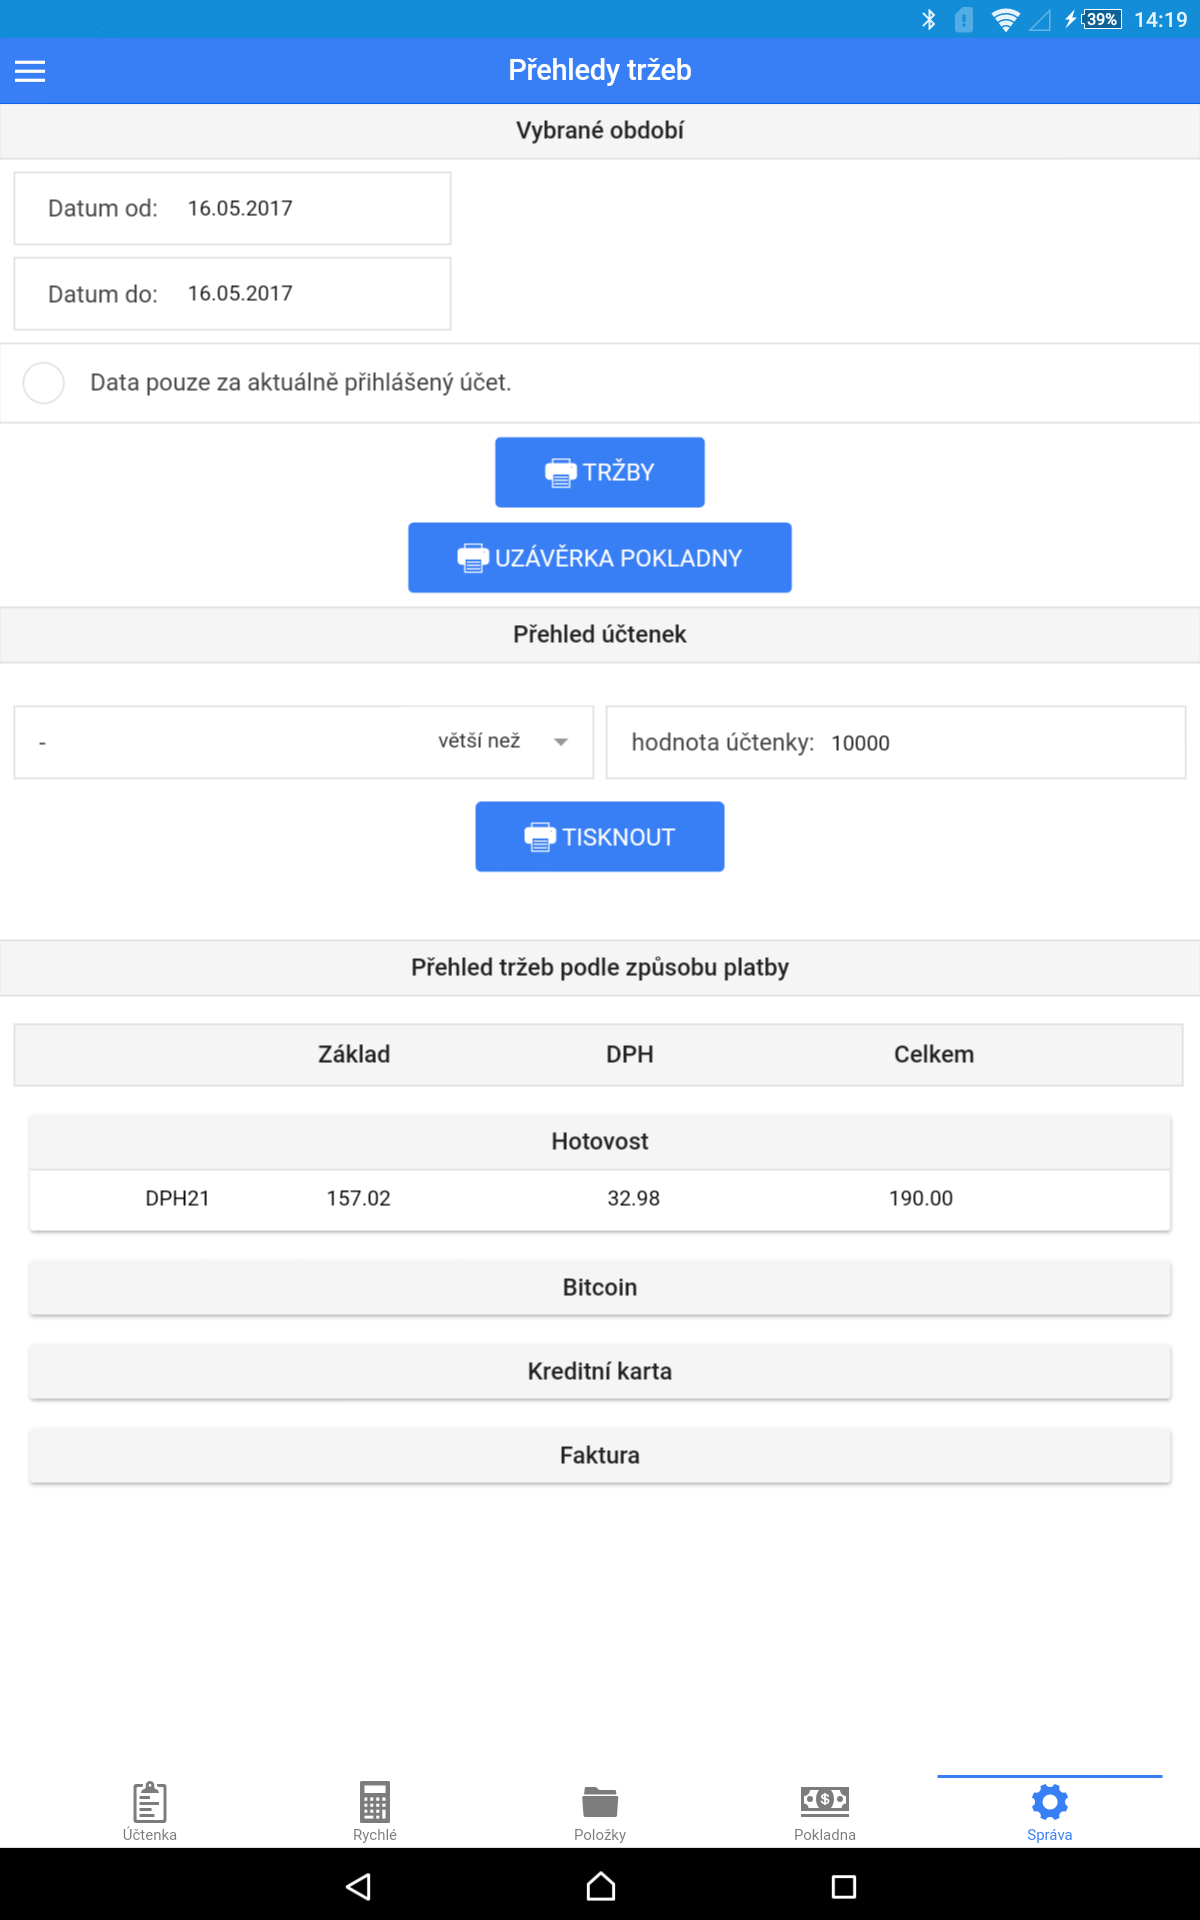 39% 14:19
Přehledy tržeb
Vybrané období
Datum od: 16.05.2017
Datum do: 16.05.2017
Data pouze za aktuálně přihlášený účet.
TRŽBY
UZÁVĚRKA POKLADNY
Přehled účtenek
- větší než hodnota účtenky: 10000
TISKNOUT
Přehled tržeb podle způsobu platby
Základ DPH Celkem
Hotovost
DPH21 157.02 32.98 190.00
Bitcoin
Kreditní karta
Faktura
Účtenka Rychlé Položky Pokladna Správa